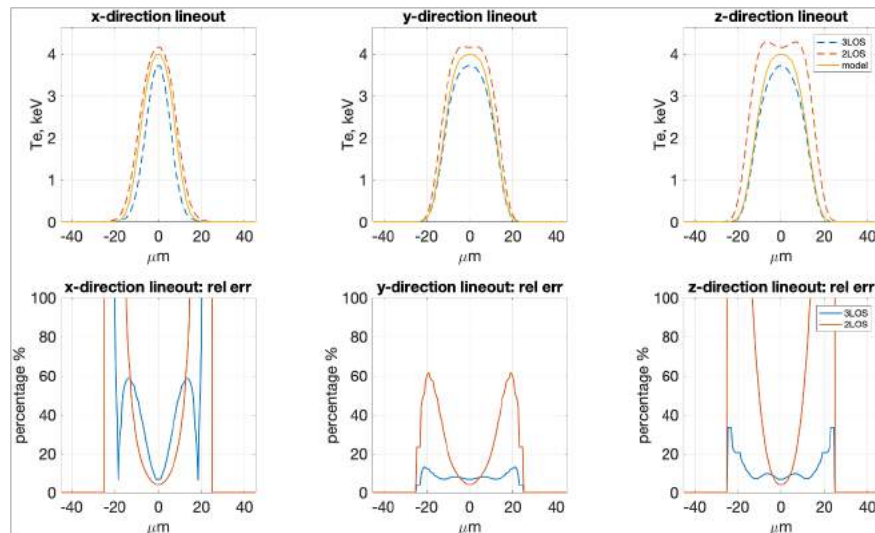 x-direction lineout
y-direction lineout
z-direction lineout
Te, keV
4
3
2
1
0
-40 -20 0 20 40
μm
Te, keV
4
3
2
1
0
-40 -20 0 20 40
μm
Te, keV
4
3
2
1
0
-40 -20 0 20 40
μm
3LOS
2LOS
model
x-direction lineout: rel err
y-direction lineout: rel err
z-direction lineout: rel err
percentage %
100
80
60
40
20
0
-40 -20 0 20 40
μm
percentage %
100
80
60
40
20
0
-40 -20 0 20 40
μm
percentage %
100
80
60
40
20
0
-40 -20 0 20 40
μm
3LOS
2LOS